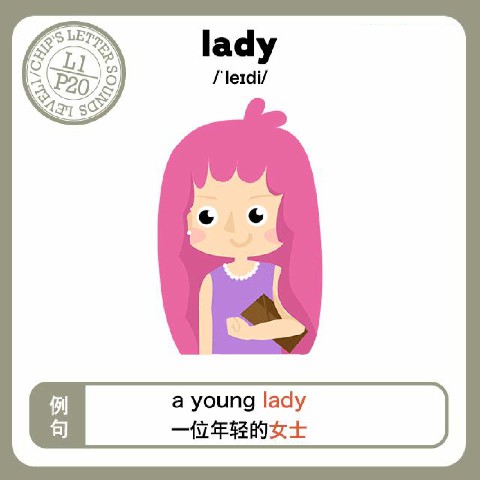 lady
/ˈleɪdi/
CHIP'S LETTER SOUNDS LEVEL1/
L1
P20
例句
a young lady
一位年轻的女士